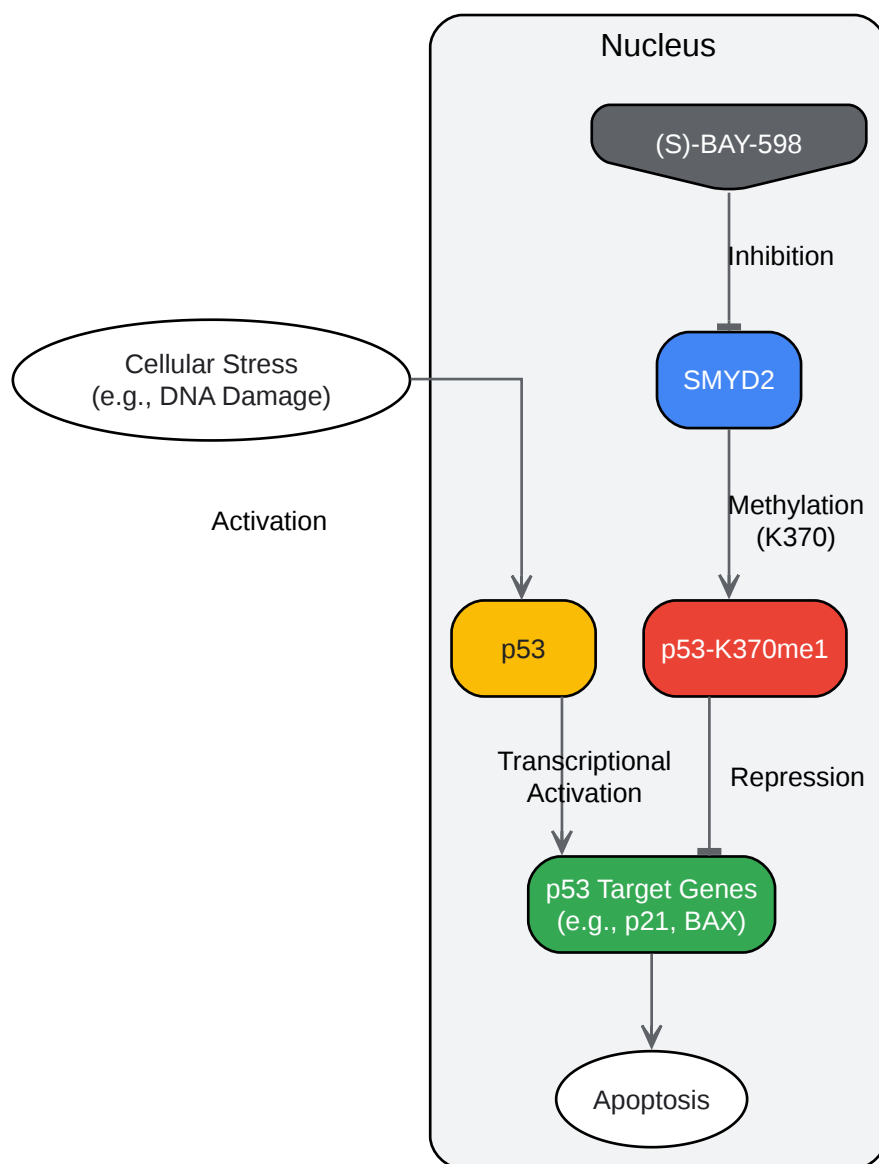 Nucleus
(S)-BAY-598
Inhibition
Cellular Stress
(e.g., DNA Damage)
SMYD2
Activation
Methylation
(K370)
p53
p53-K370me1
Transcriptional
Activation
Repression
p53 Target Genes
(e.g., p21, BAX)
Apoptosis